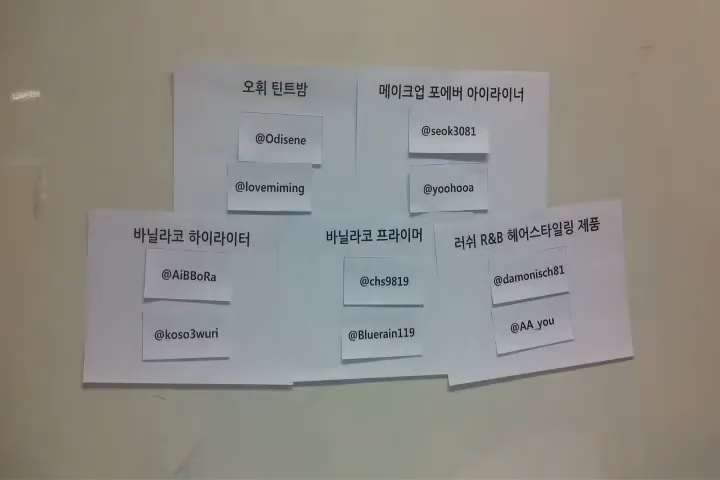 오휘 틴트밤
@Odisene
@lovemiming
메이크업 포에버 아이라이너
@seok3081
@yoohooa
바닐라코 하이라이터
@AiBBoRa
@koso3wuri
바닐라코 프라이머
@chs9819
@Bluerain119
러쉬 R&B 헤어스타일링 제품
@damonisch81
@AA_you